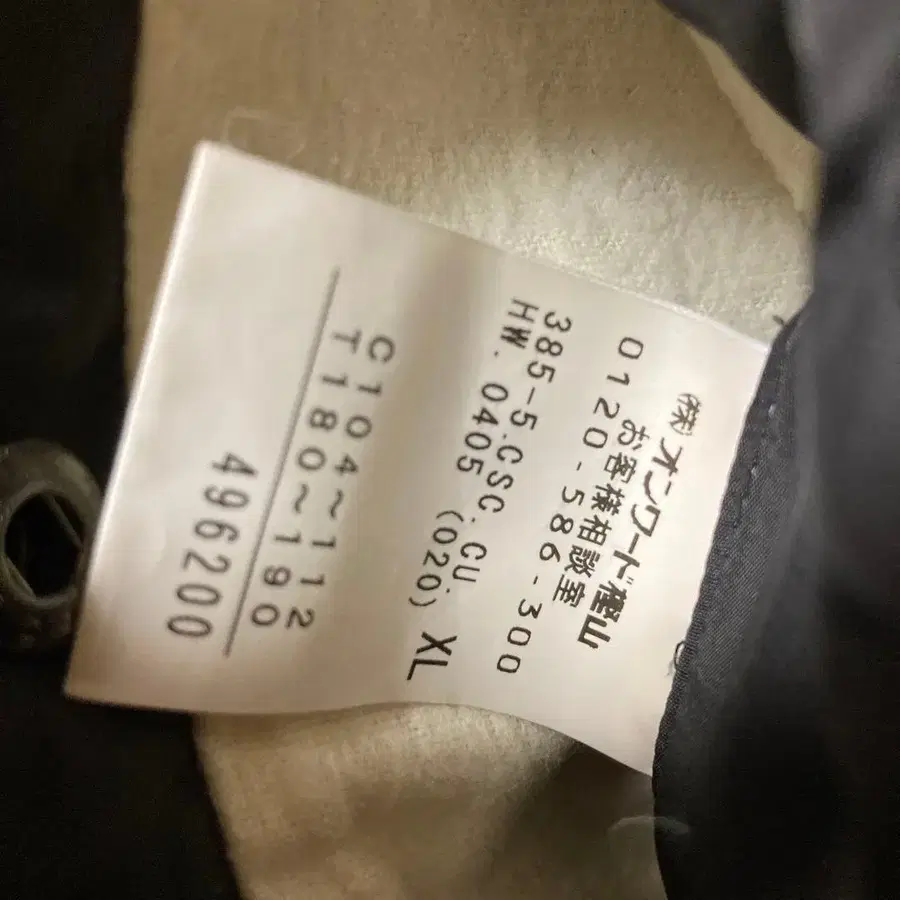 (株)オンワード樫山
お客様相談室
0120-586-300
385-5.CSC.CU.
HW. 0405 (020) XL
C104〜112
T180〜190
496200